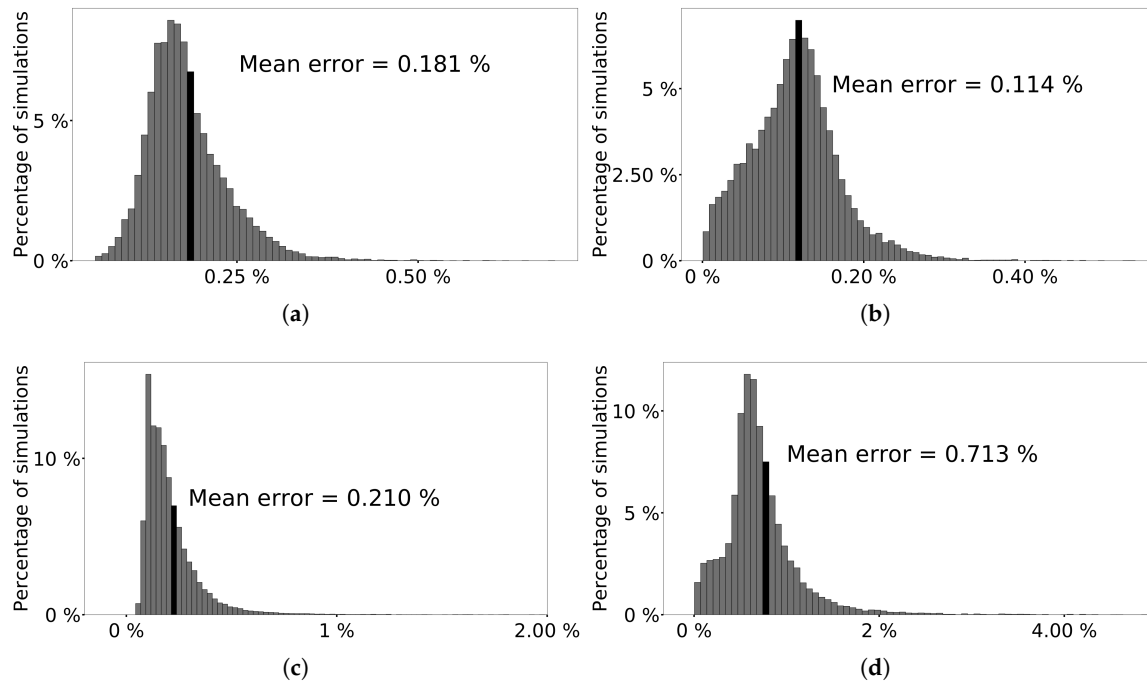 Percentage of simulations
5 %
0 %
Mean error = 0.181 %
0.25 %
0.50 %
(a)
Percentage of simulations
5 %
2.50 %
0 %
Mean error = 0.114 %
0 %
0.20 %
0.40 %
(b)
Percentage of simulations
10 %
0 %
Mean error = 0.210 %
0 %
1 %
2.00 %
(c)
Percentage of simulations
10 %
5 %
0 %
Mean error = 0.713 %
0 %
2 %
4.00 %
(d)